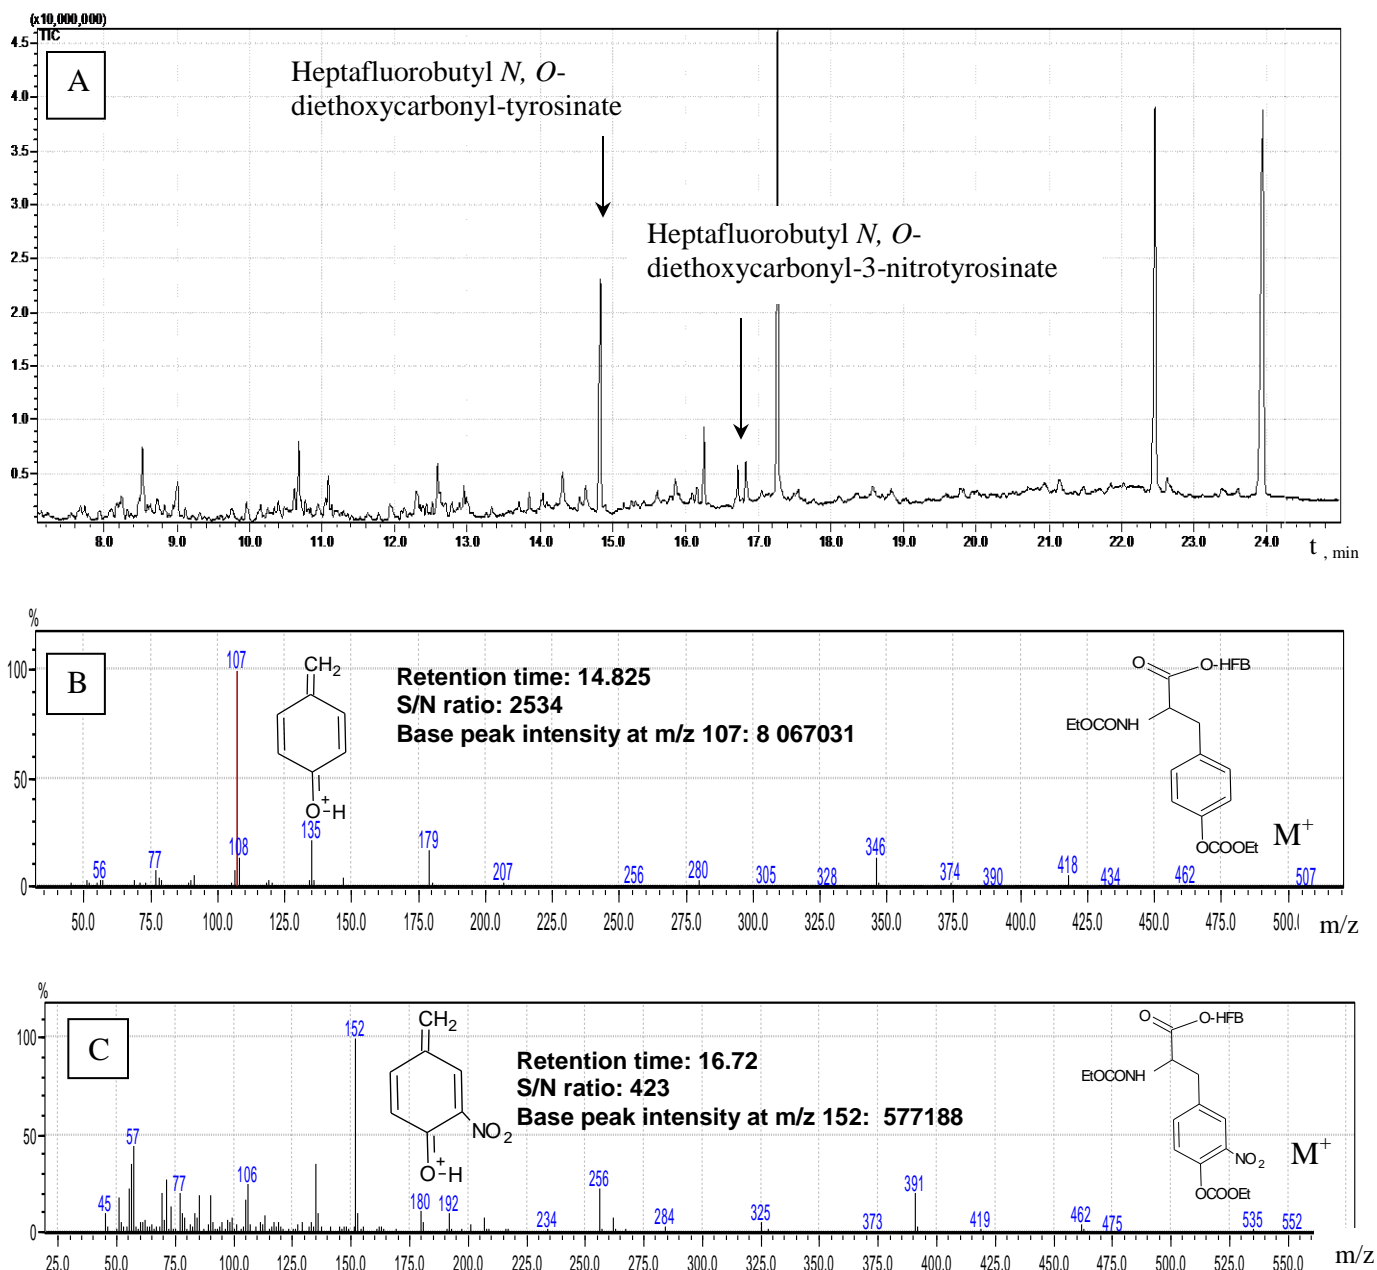 (x10,000,000)
TIC
4.5
A
Heptafluorobutyl N, O-
diethoxycarbonyl-tyrosinate
4.0
3.5
3.0
Heptafluorobutyl N, O-
diethoxycarbonyl-3-nitrotyrosinate
2.5
2.0
1.5
1.0
0.5
8.0 9.0 10.0 11.0 12.0 13.0 14.0 15.0 16.0 17.0 18.0 19.0 20.0 21.0 22.0 23.0 24.0
t , min
%
100
B
107
CH2
Retention time: 14.825
S/N ratio: 2534
Base peak intensity at m/z 107: 8 067031
O O-HFB
EtOCONH
50
O+-H
OCOOEt
M+
56 77 108 135 179 207 256 280 305 328 346 374 390 418 434 462 507
0
50.0 75.0 100.0 125.0 150.0 175.0 200.0 225.0 250.0 275.0 300.0 325.0 350.0 375.0 400.0 425.0 450.0 475.0 500.0
m/z
%
100
C
152
CH2
Retention time: 16.72
S/N ratio: 423
Base peak intensity at m/z 152: 577188
O O-HFB
EtOCONH
50
57
NO2
O+-H
NO2
OCOOEt
M+
45 77 106 180 192 234 256 284 325 373 391 419 462 475 535 552
0
25.0 50.0 75.0 100.0 125.0 150.0 175.0 200.0 225.0 250.0 275.0 300.0 325.0 350.0 375.0 400.0 425.0 450.0 475.0 500.0 525.0 550.0
m/z